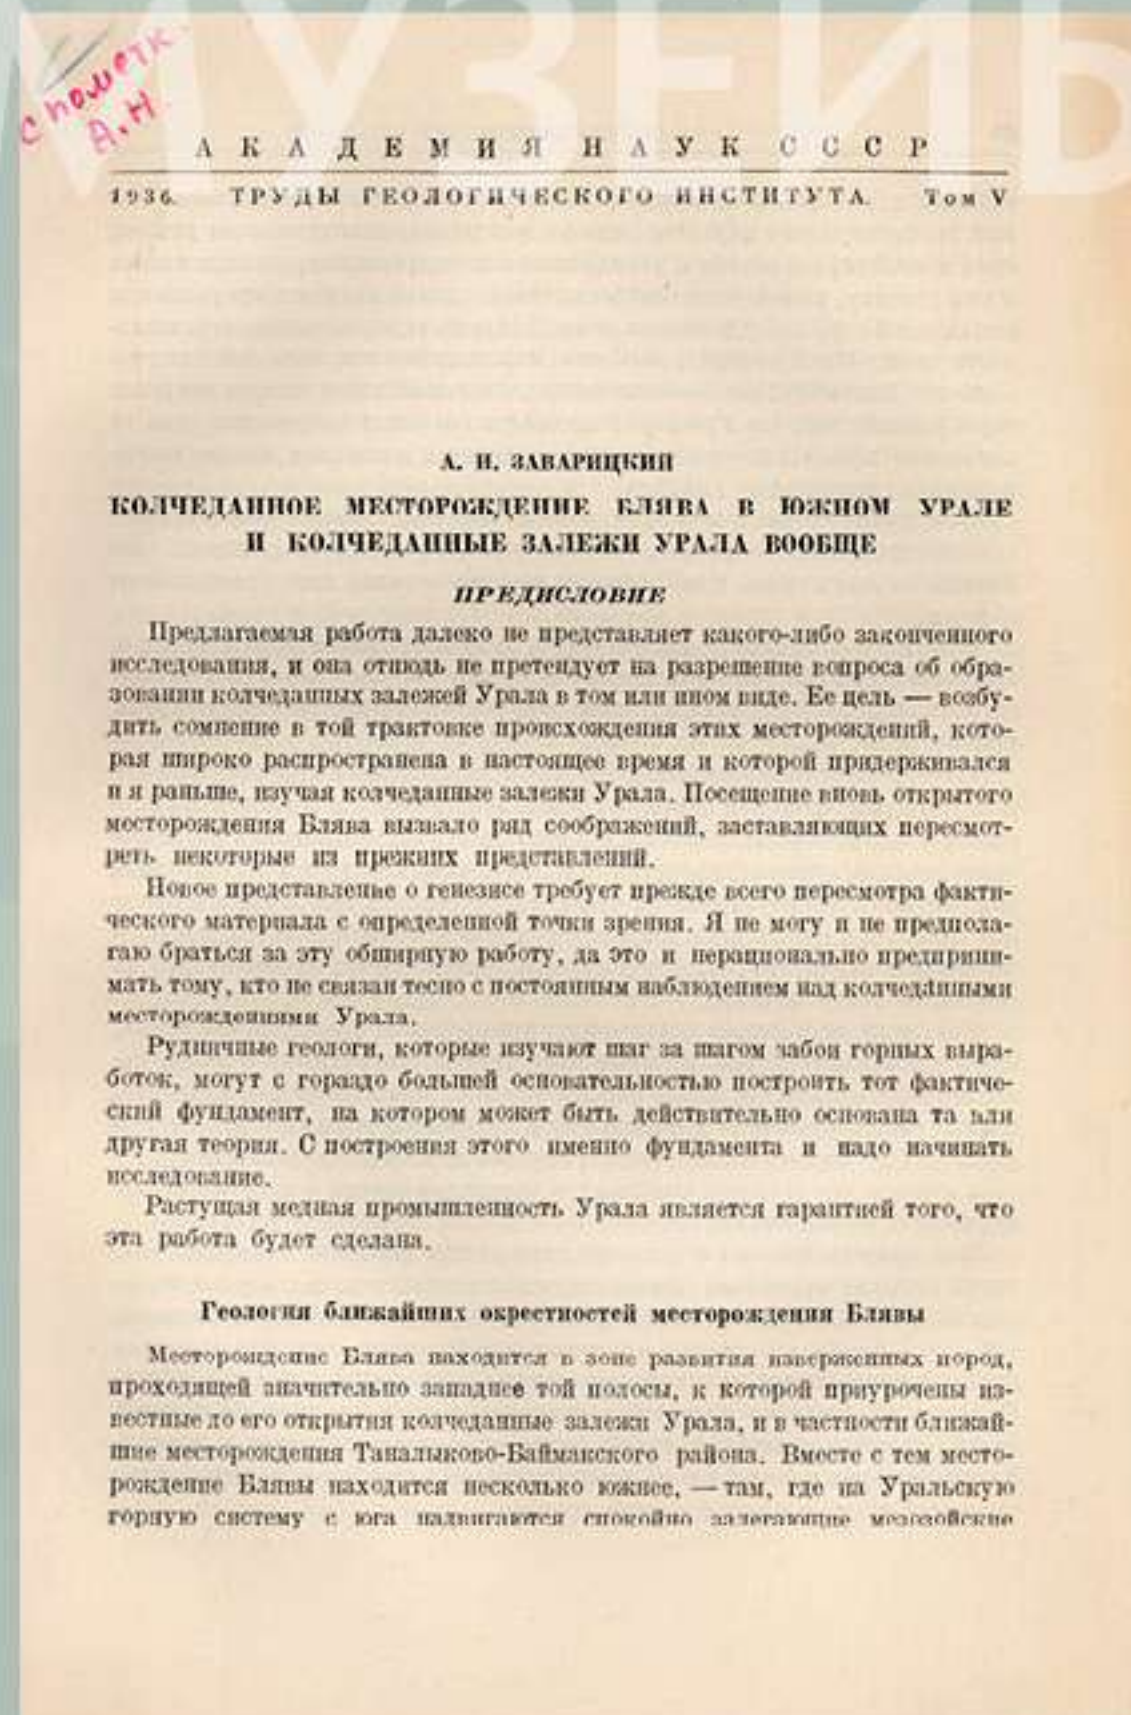 МУЗЕЙБ
с пометк
А.Н
АКАДЕМИЯ НАУК СССР
1936. ТРУДЫ ГЕОЛОГИЧЕСКОГО ИНСТИТУТА. Том V
А. Н. ЗАВАРИЦКИЙ
КОЛЧЕДАННОЕ МЕСТОРОЖДЕНИЕ БЛЯВА В ЮЖНОМ УРАЛЕ
И КОЛЧЕДАННЫЕ ЗАЛЕЖИ УРАЛА ВООБЩЕ
ПРЕДИСЛОВИЕ
Предлагаемая работа далеко не представляет какого-либо законченного
исследования, и она отнюдь не претендует на разрешение вопроса об обра-
зовании колчеданных залежей Урала в том или ином виде. Ее цель — возбу-
дить сомнение в той трактовке происхождения этих месторождений, кото-
рая широко распространена в настоящее время и которой придерживался
и я раньше, изучая колчеданные залежи Урала. Посещение вновь открытого
месторождения Блява вызвало ряд соображений, заставляющих пересмот-
реть некоторые из прежних представлений.
Новое представление о генезисе требует прежде всего пересмотра факти-
ческого материала с определенной точки зрения. Я не могу и не предпола-
гаю браться за эту обширную работу, да это и нерационально предприни-
мать тому, кто не связан тесно с постоянным наблюдением над колчеданными
месторождениями Урала.
Рудничные геологи, которые изучают шаг за шагом забои горных выра-
боток, могут с гораздо большей основательностью построить тот фактиче-
ский фундамент, на котором может быть действительно основана та или
другая теория. С построения этого именно фундамента и надо начинать
исследование.
Растущая медная промышленность Урала является гарантией того, что
эта работа будет сделана.
Геология ближайших окрестностей месторождения Блявы
Месторождение Блява находится в зоне развития изверженных пород,
проходящей значительно западнее той полосы, к которой приурочены из-
вестные до его открытия колчеданные залежи Урала, и в частности ближай-
шие месторождения Таналыково-Баймакского района. Вместе с тем место-
рождение Блявы находится несколько южнее, — там, где на Уральскую
горную систему с юга надвигаются спокойно залегающие мезозойские